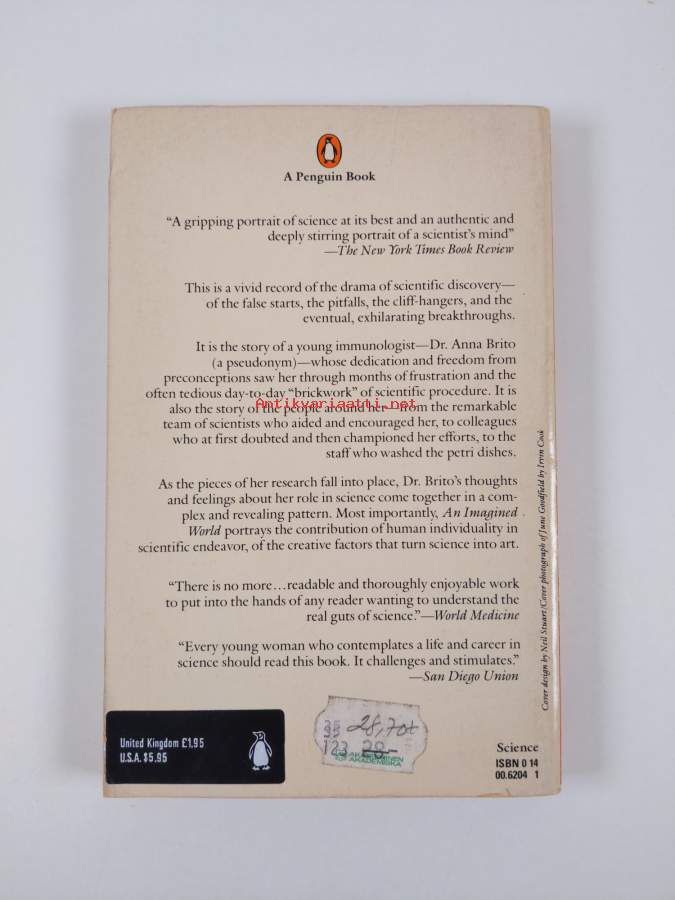 A Penguin Book
“A gripping portrait of science at its best and an authentic and
deeply stirring portrait of a scientist’s mind”
—The New York Times Book Review
This is a vivid record of the drama of scientific discovery—
of the false starts, the pitfalls, the cliff-hangers, and the
eventual, exhilarating breakthroughs.
It is the story of a young immunologist—Dr. Anna Brito
(a pseudonym)—whose dedication and freedom from
preconceptions saw her through months of frustration and the
often tedious day-to-day “brickwork” of scientific procedure. It is
also the story of the people around her—from the remarkable
team of scientists who aided and encouraged her, to colleagues
who at first doubted and then championed her efforts, to the
staff who washed the petri dishes.
As the pieces of her research fall into place, Dr. Brito’s thoughts
and feelings about her role in science come together in a com-
plex and revealing pattern. Most importantly, An Imagined
World portrays the contribution of human individuality in
scientific endeavor, of the creative factors that turn science into art.
“There is no more…readable and thoroughly enjoyable work
to put into the hands of any reader wanting to understand the
real guts of science.”—World Medicine
“Every young woman who contemplates a life and career in
science should read this book. It challenges and stimulates.”
—San Diego Union
Antikvariaatti.net
Cover design by Neil Stuart/Cover photograph of June Goodfield by Irvin Cook
United Kingdom £1.95
U.S.A. $5.95
28,70
123 28-
AKATEEMINEN
AKADEMISKA
Science
ISBN 0 14
00.6204 1